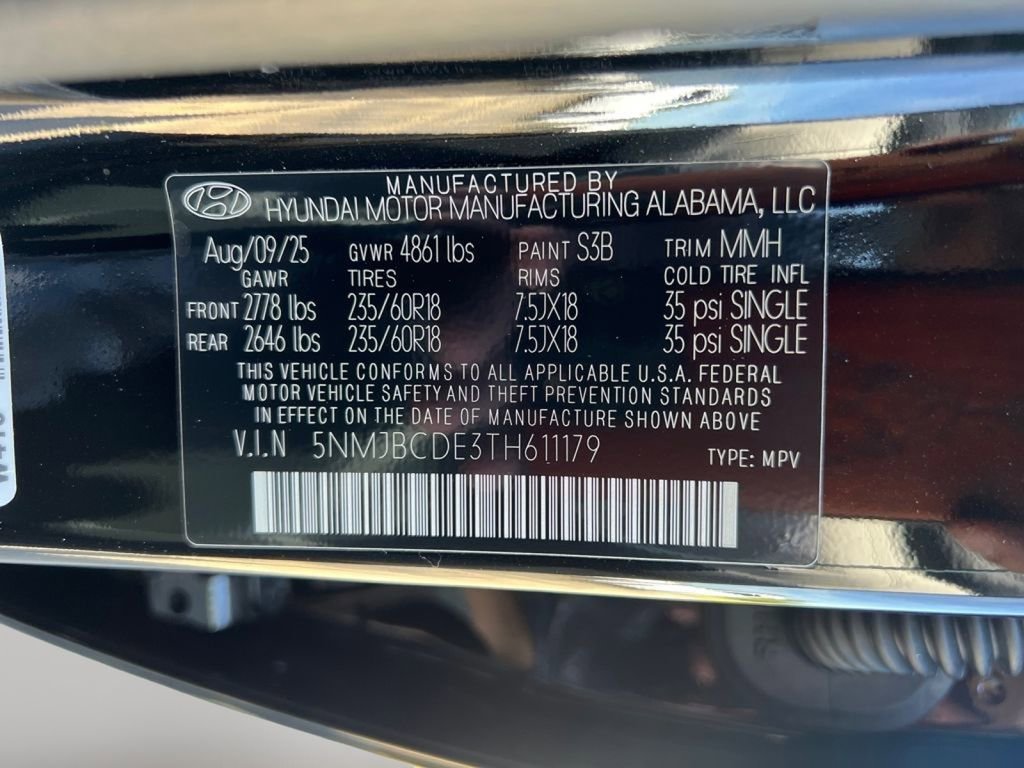 MANUFACTURED BY
HYUNDAI MOTOR MANUFACTURING ALABAMA, LLC
Aug/09/25 GVWR 4861 lbs PAINT S3B TRIM MMH
GAWR TIRES RIMS COLD TIRE INFL
FRONT 2778 lbs 235/60R18 7.5JX18 35 psi SINGLE
REAR 2646 lbs 235/60R18 7.5JX18 35 psi SINGLE
THIS VEHICLE CONFORMS TO ALL APPLICABLE U.S.A. FEDERAL
MOTOR VEHICLE SAFETY AND THEFT PREVENTION STANDARDS
IN EFFECT ON THE DATE OF MANUFACTURE SHOWN ABOVE
V.I.N 5NMJBCDE3TH611179 TYPE: MPV